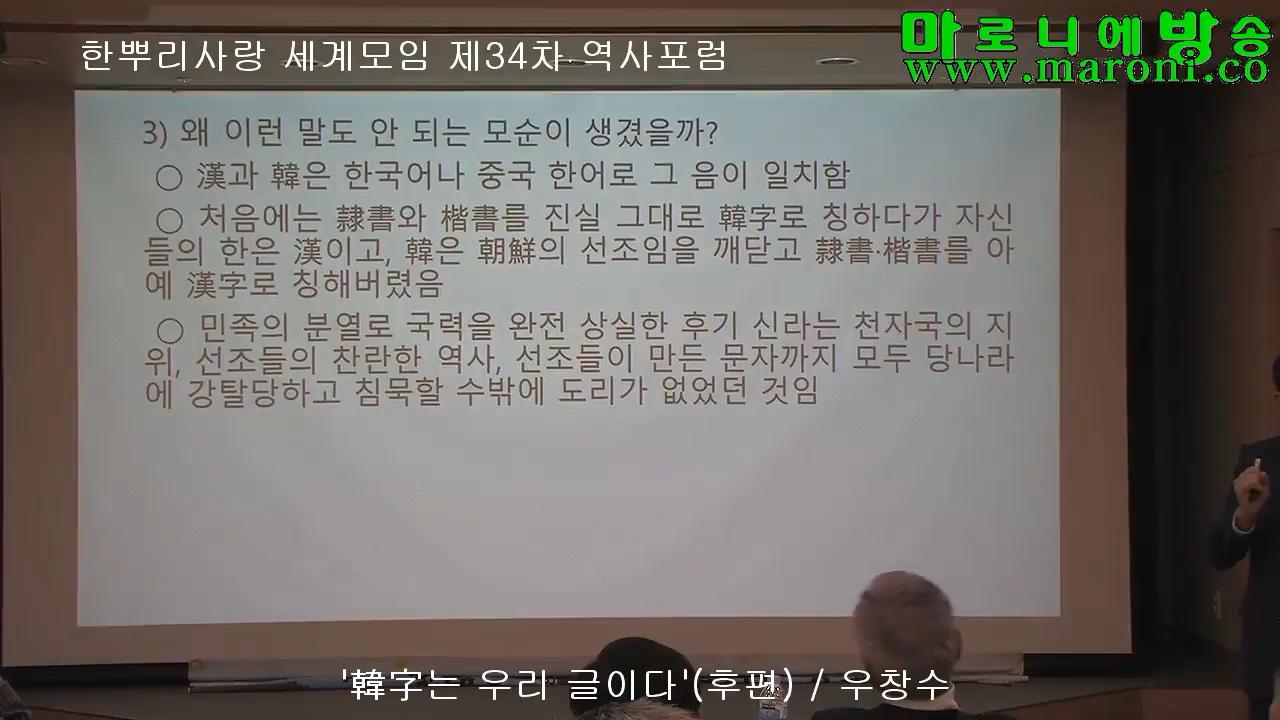 한뿌리사랑 세계모임 제34차 역사포럼
마로니에방송
www.maroni.co
3) 왜 이런 말도 안 되는 모순이 생겼을까?
○ 漢과 韓은 한국어나 중국 한어로 그 음이 일치함
○ 처음에는 隷書와 楷書를 진실 그대로 韓字로 칭하다가 자신
들의 한은 漢이고, 韓은 朝鮮의 선조임을 깨닫고 隷書·楷書를 아
예 漢字로 칭해버렸음
○ 민족의 분열로 국력을 완전 상실한 후기 신라는 천자국의 지
위, 선조들의 찬란한 역사, 선조들이 만든 문자까지 모두 당나라
에 강탈당하고 침묵할 수밖에 도리가 없었던 것임
'韓字는 우리 글이다'(후편) / 우창수